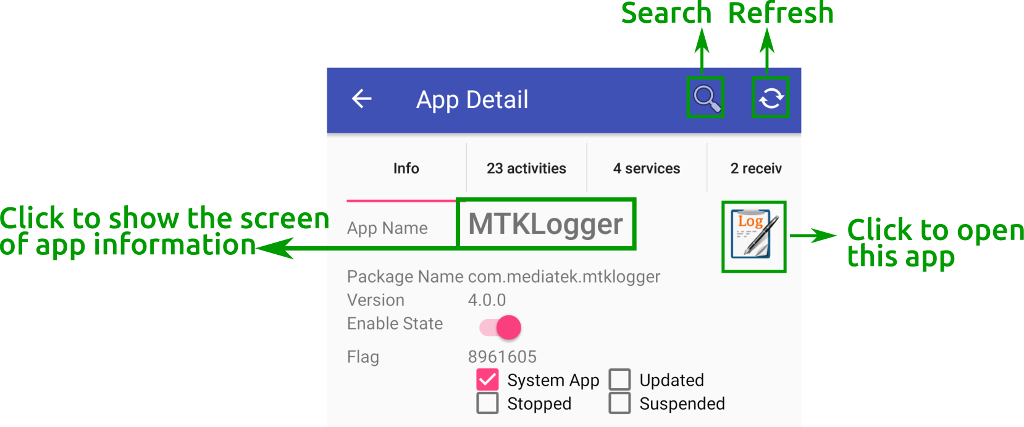 Search Refresh
App Detail
Info 23 activities 4 services 2 receiv
Click to show the screen
of app information
App Name MTKLogger
Log
Click to open
this app
Package Name com.mediatek.mtklogger
Version 4.0.0
Enable State
Flag 8961605
System App Updated
Stopped Suspended